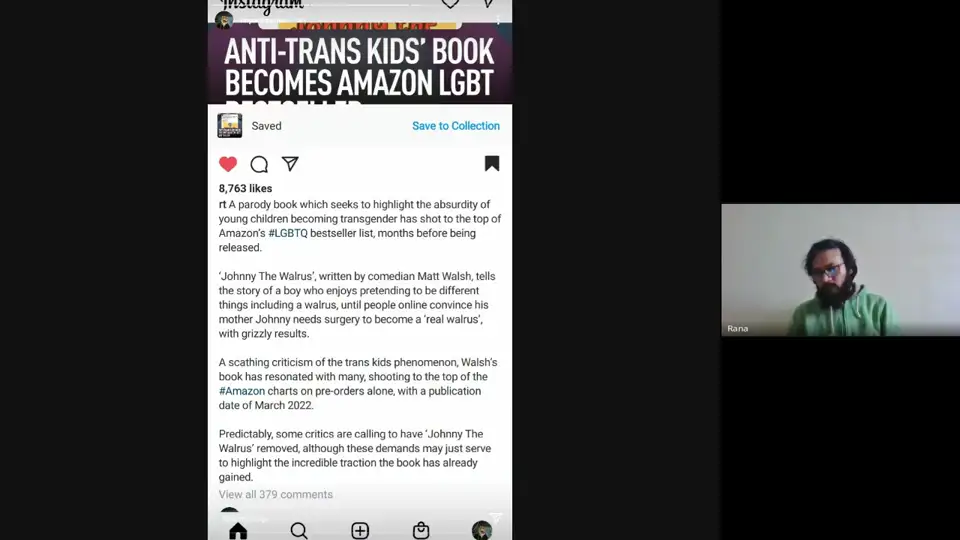 Instagram
ANTI-TRANS KIDS' BOOK
BECOMES AMAZON LGBT
BESTSELLER
Saved
Save to Collection
8,763 likes
rt A parody book which seeks to highlight the absurdity of
young children becoming transgender has shot to the top of
Amazon's #LGBTQ bestseller list, months before being
released.
'Johnny The Walrus', written by comedian Matt Walsh, tells
the story of a boy who enjoys pretending to be different
things including a walrus, until people online convince his
mother Johnny needs surgery to become a 'real walrus',
with grizzly results.
A scathing criticism of the trans kids phenomenon, Walsh's
book has resonated with many, shooting to the top of the
#Amazon charts on pre-orders alone, with a publication
date of March 2022.
Predictably, some critics are calling to have 'Johnny The
Walrus' removed, although these demands may just serve
to highlight the incredible traction the book has already
gained.
View all 379 comments
Rana